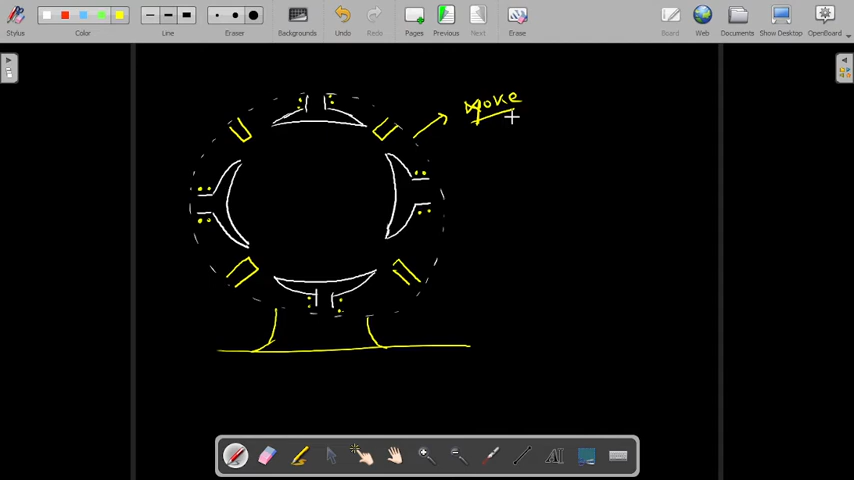 Stylus
Color
Line
Eraser
Backgrounds
Undo
Redo
Pages
Previous
Next
Erase
Board
Web
Documents
Show Desktop
OpenBoard
yoke